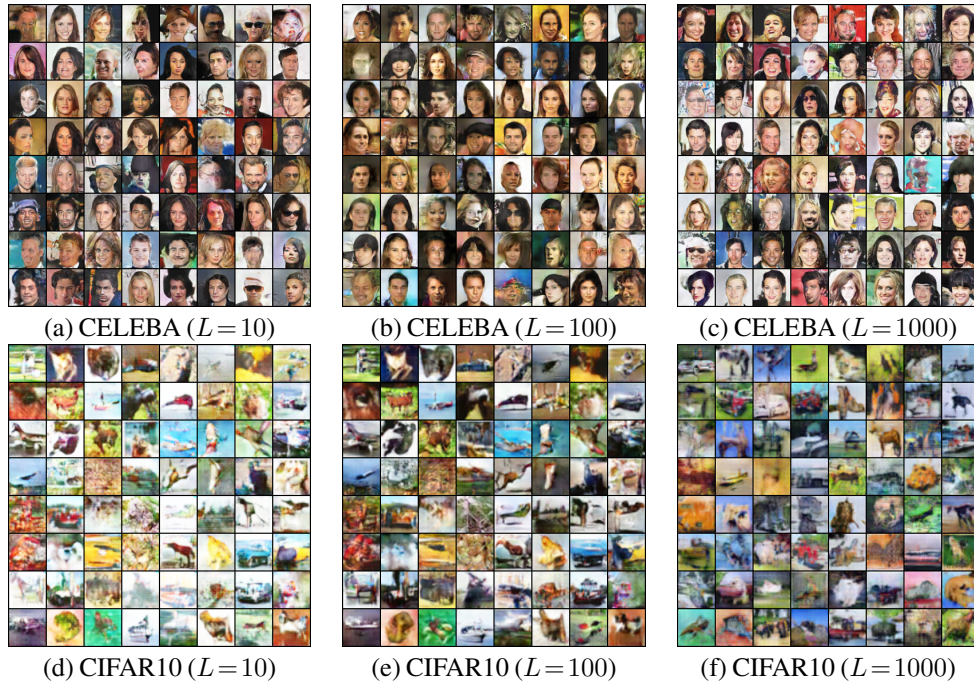 (a) CELEBA (L=10)
(b) CELEBA (L=100)
(c) CELEBA (L=1000)
(d) CIFAR10 (L=10)
(e) CIFAR10 (L=100)
(f) CIFAR10 (L=1000)